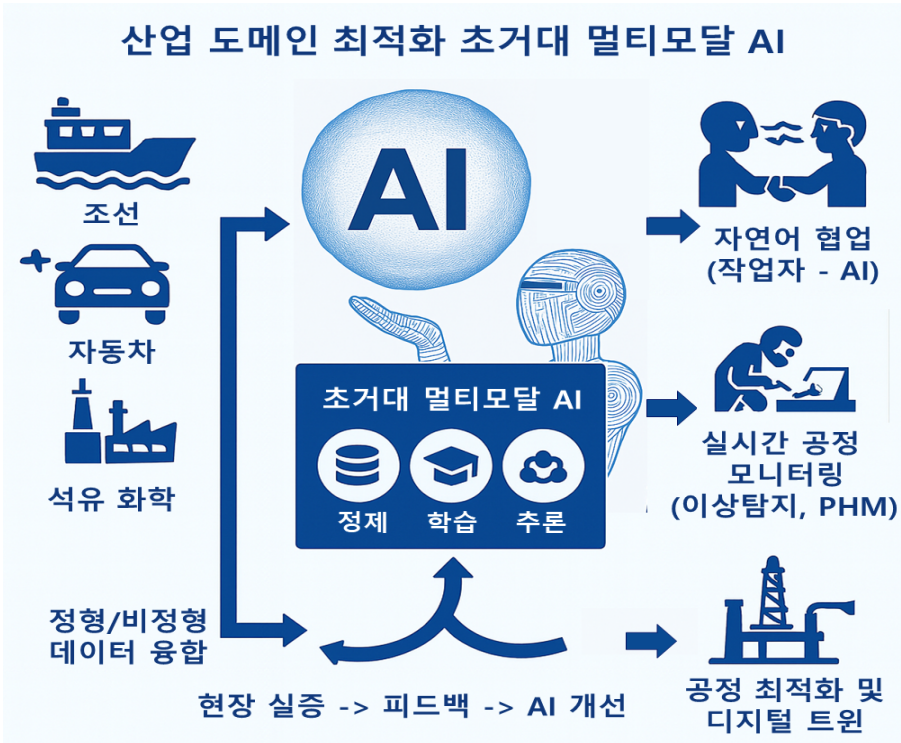 산업 도메인 최적화 초거대 멀티모달 AI
조선
자동차
석유 화학
정형/비정형
데이터 융합
AI
초거대 멀티모달 AI
정제
학습
추론
현장 실증 -> 피드백 -> AI 개선
자연어 협업
(작업자 - AI)
실시간 공정
모니터링
(이상탐지, PHM)
공정 최적화 및
디지털 트윈